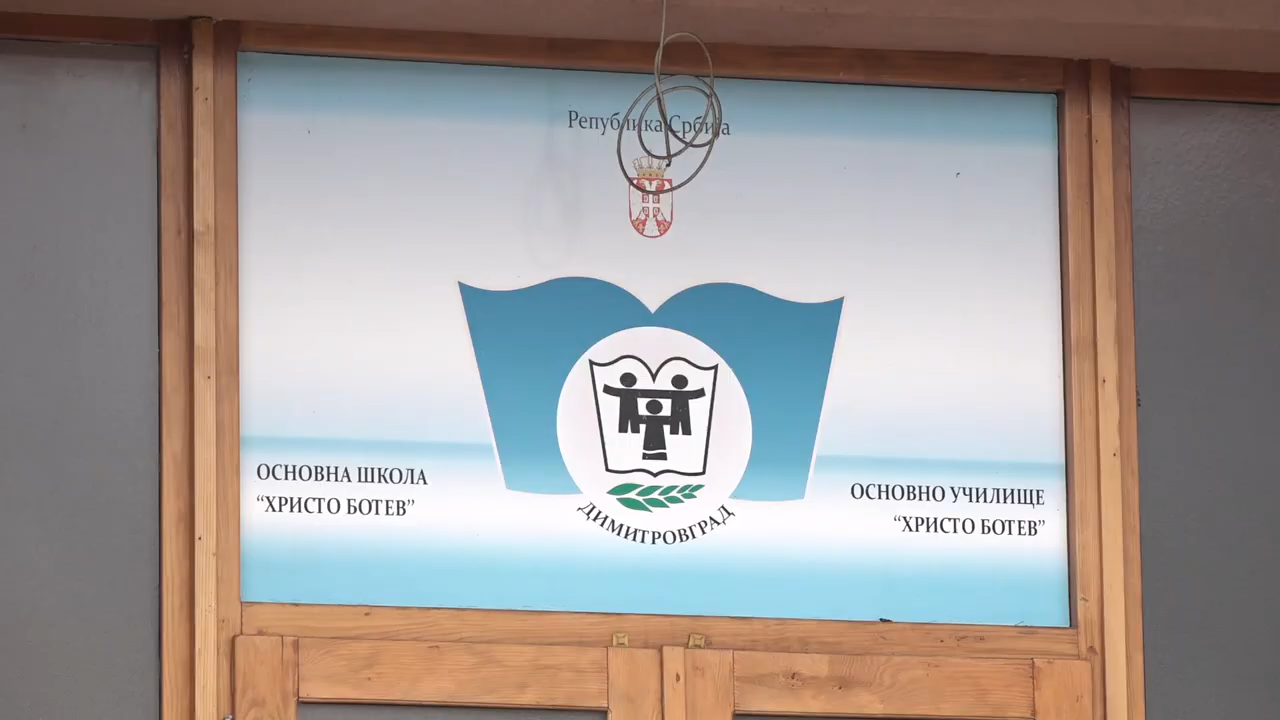 Република Србија
ОСНОВНА ШКОЛА
“ХРИСТО БОТЕВ”
ДИМИТРОВГРАД
ОСНОВНО УЧИЛИЩЕ
“ХРИСТО БОТЕВ”